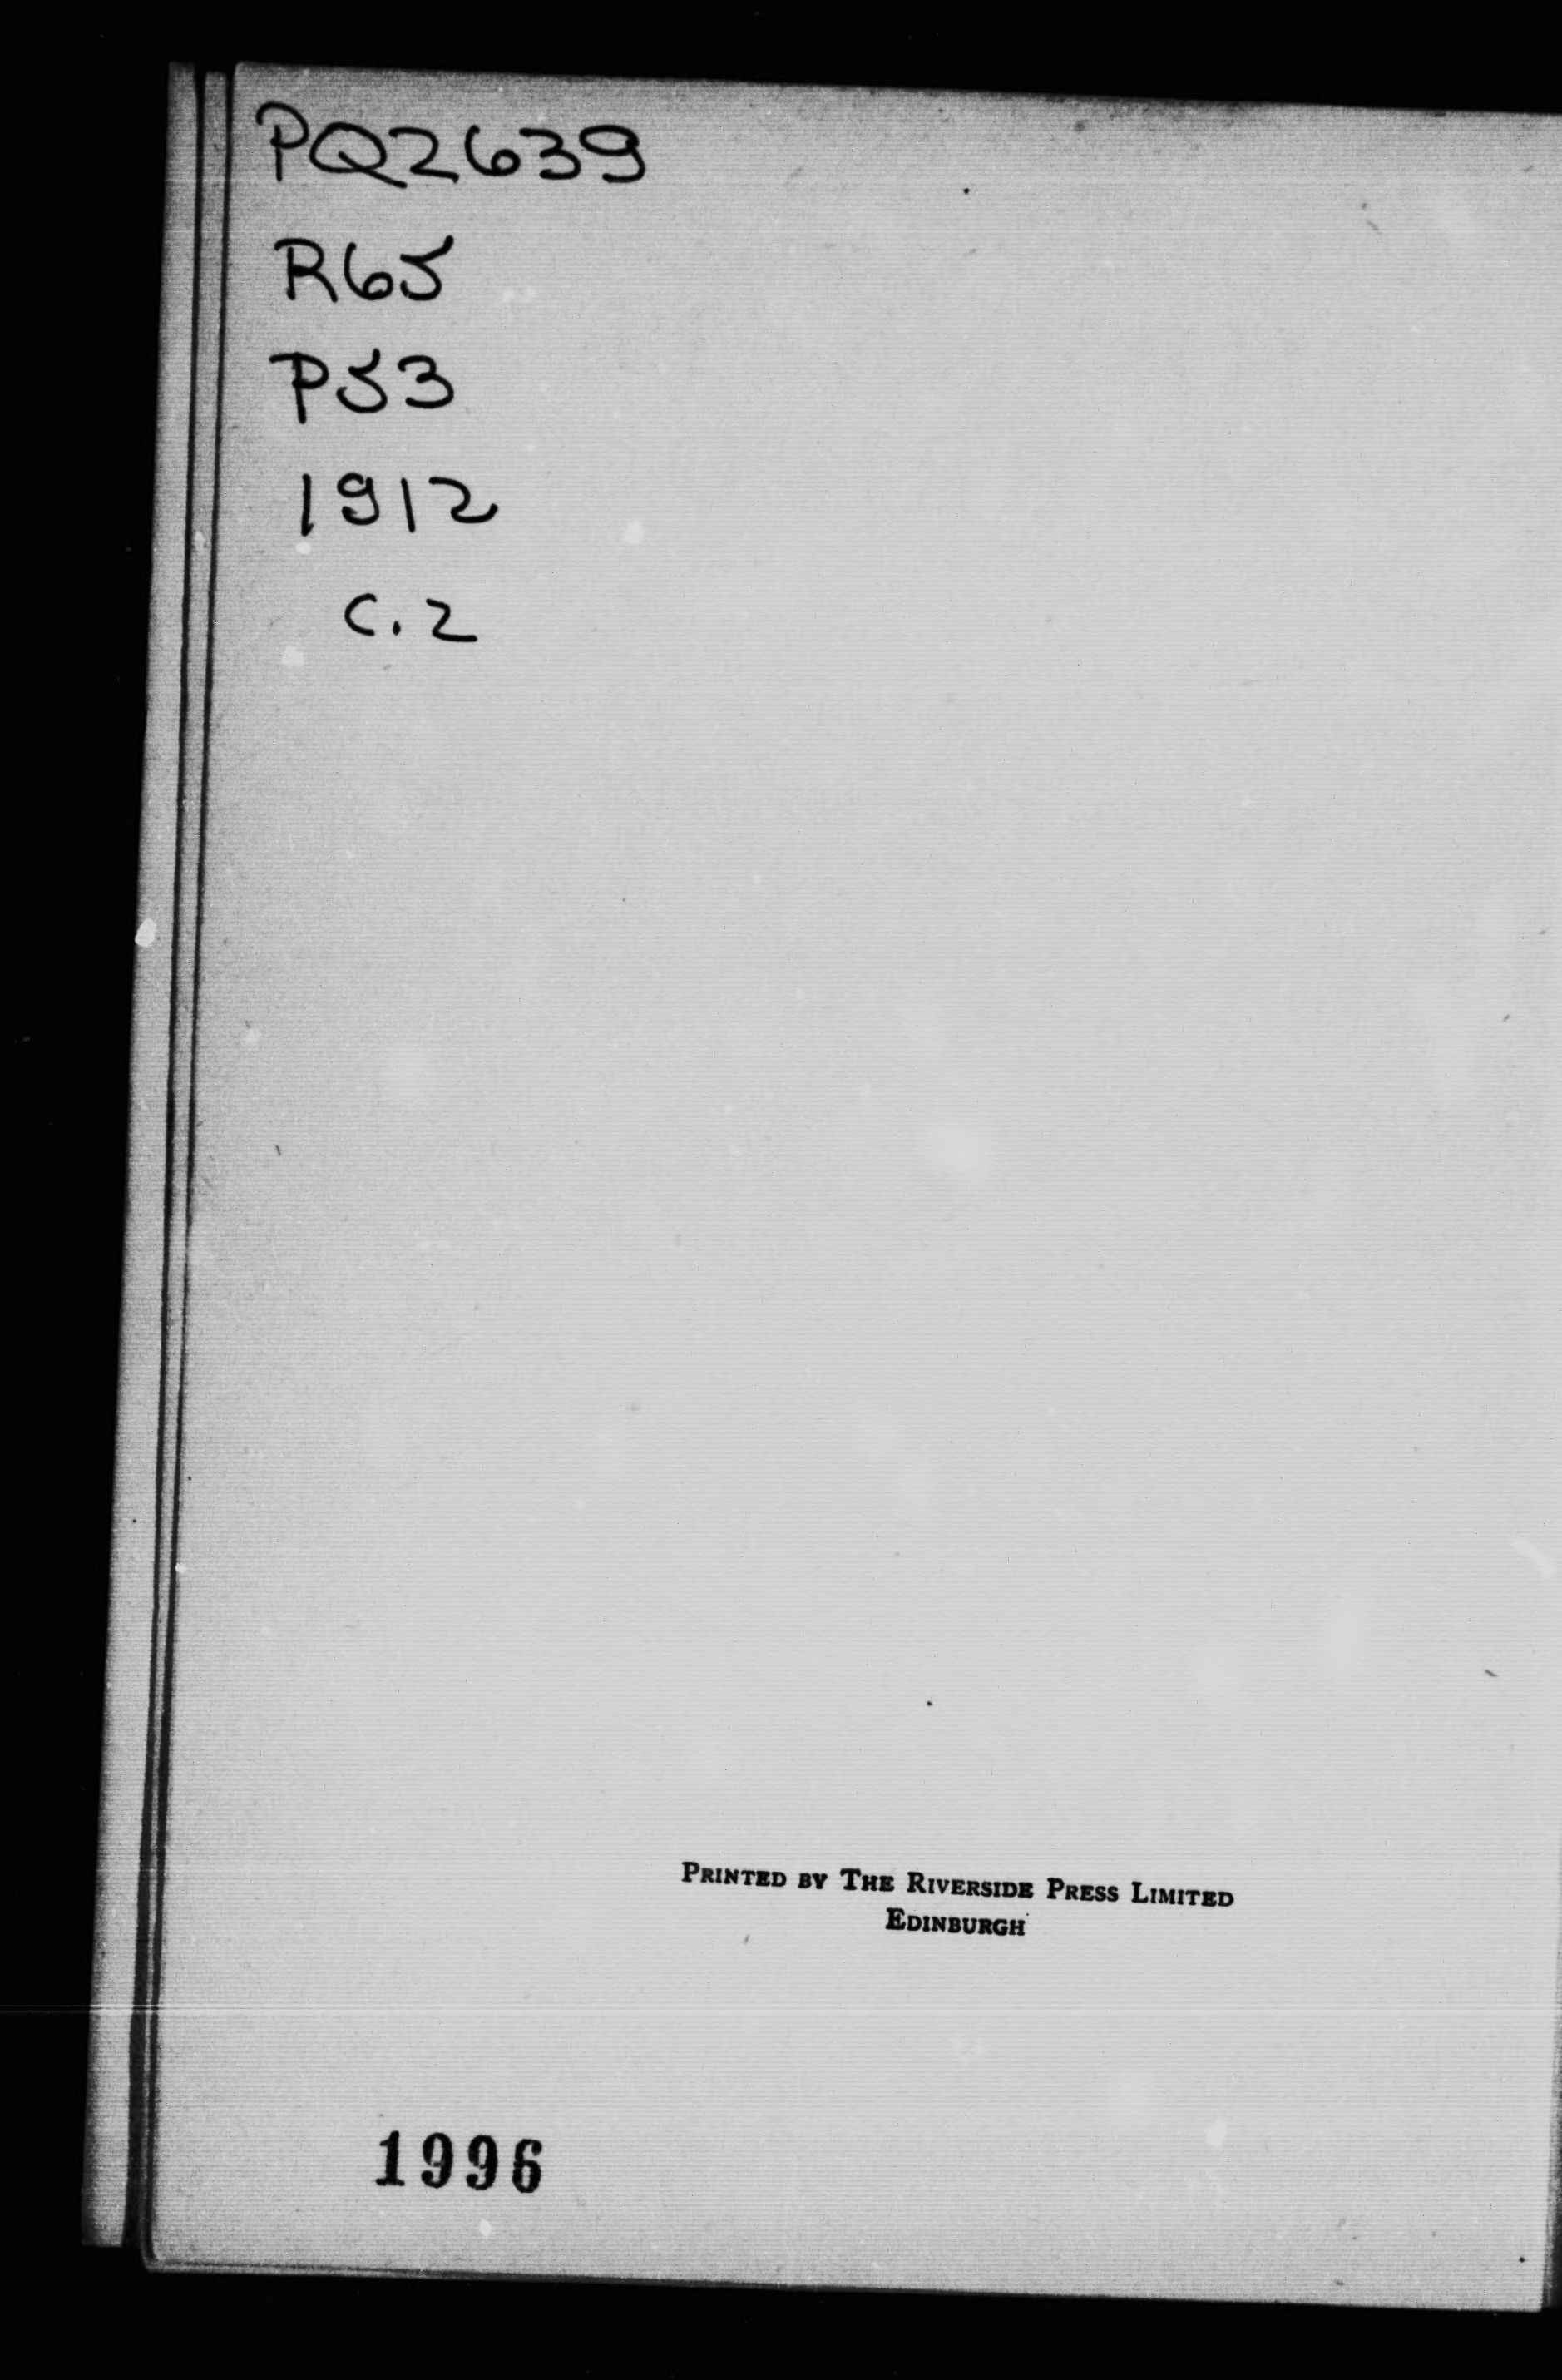 PQ2639
R65
P53
1912
C.2
PRINTED BY THE RIVERSIDE PRESS LIMITED
EDINBURGH
1996